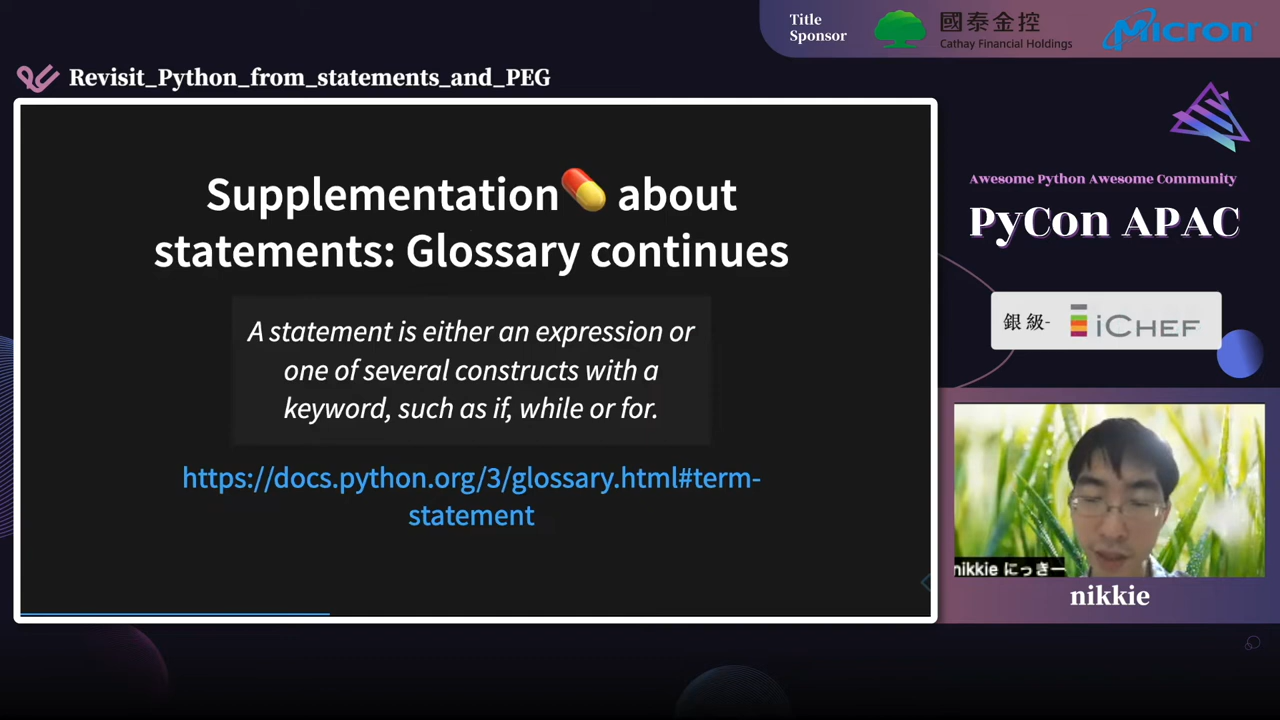 Title
Sponsor
國泰金控
Cathay Financial Holdings
Micron
Revisit_Python_from_statements_and_PEG
Supplementation💊 about
statements: Glossary continues
A statement is either an expression or
one of several constructs with a
keyword, such as if, while or for.
https://docs.python.org/3/glossary.html#term-
statement
Awesome Python Awesome Community
PyCon APAC
銀級-
iCHEF
nikkie にっきー
nikkie